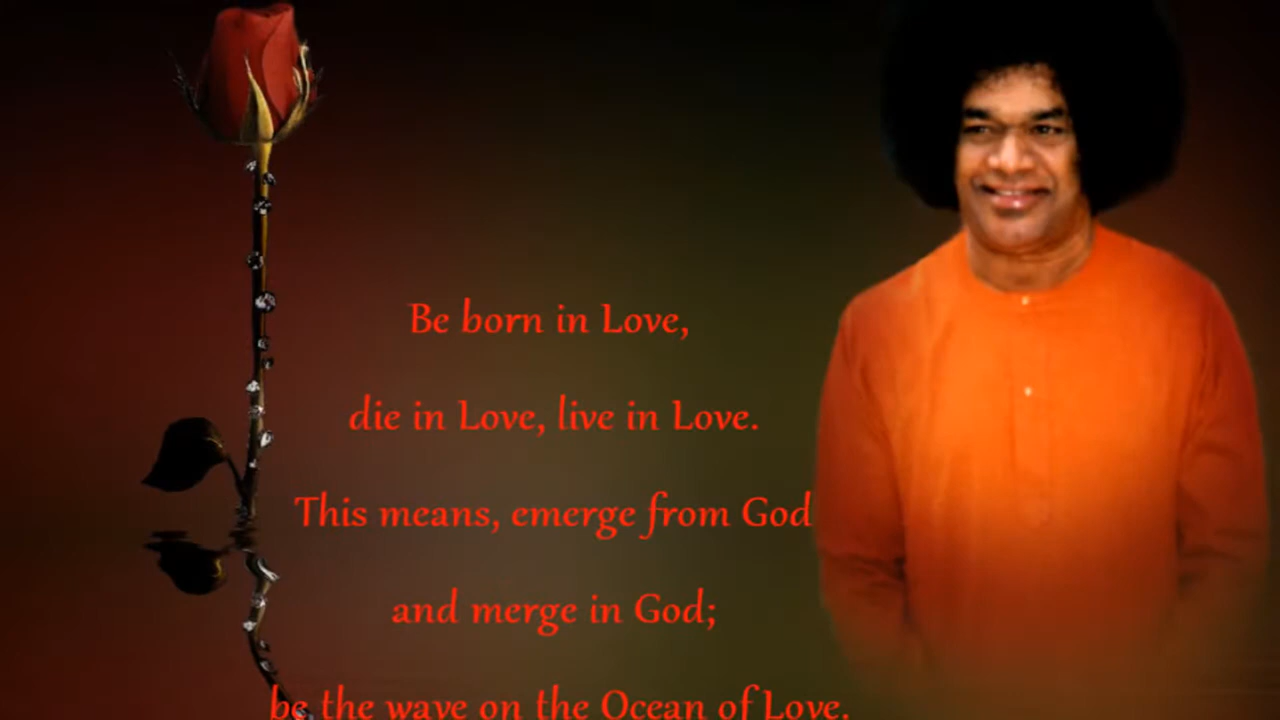 Be born in Love,
die in Love, live in Love.
This means, emerge from God
and merge in God;
be the wave on the Ocean of Love.